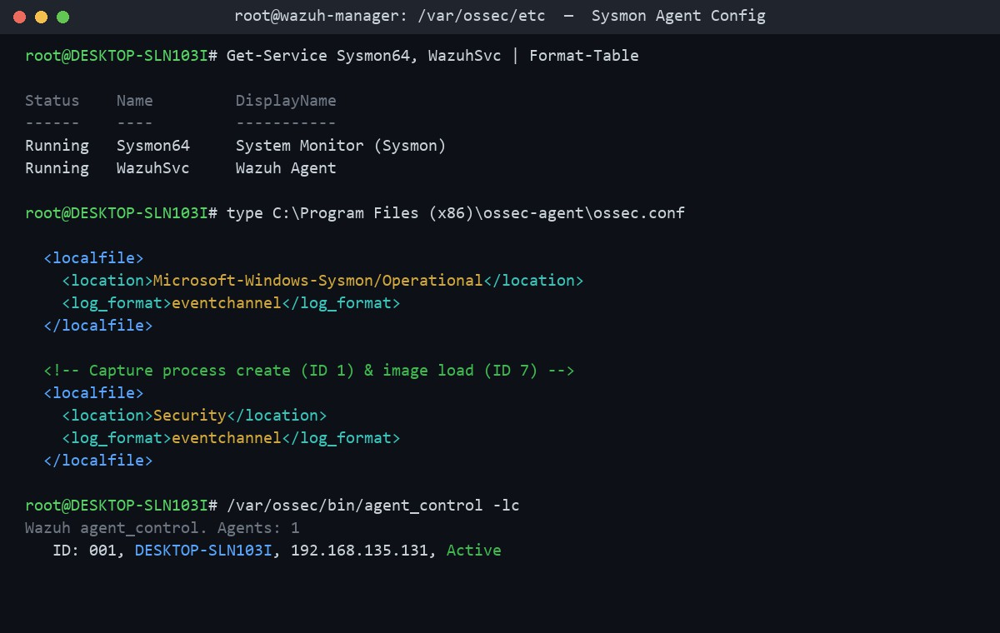 root@wazuh-manager: /var/ossec/etc — Sysmon Agent Config
root@DESKTOP-SLN103I# Get-Service Sysmon64, WazuhSvc | Format-Table
Status    Name         DisplayName
------    ----         -----------
Running   Sysmon64     System Monitor (Sysmon)
Running   WazuhSvc     Wazuh Agent
root@DESKTOP-SLN103I# type C:\Program Files (x86)\ossec-agent\ossec.conf
  <localfile>
    <location>Microsoft-Windows-Sysmon/Operational</location>
    <log_format>eventchannel</log_format>
  </localfile>
  <!-- Capture process create (ID 1) & image load (ID 7) -->
  <localfile>
    <location>Security</location>
    <log_format>eventchannel</log_format>
  </localfile>
root@DESKTOP-SLN103I# /var/ossec/bin/agent_control -lc
Wazuh agent_control. Agents: 1
   ID: 001, DESKTOP-SLN103I, 192.168.135.131, Active